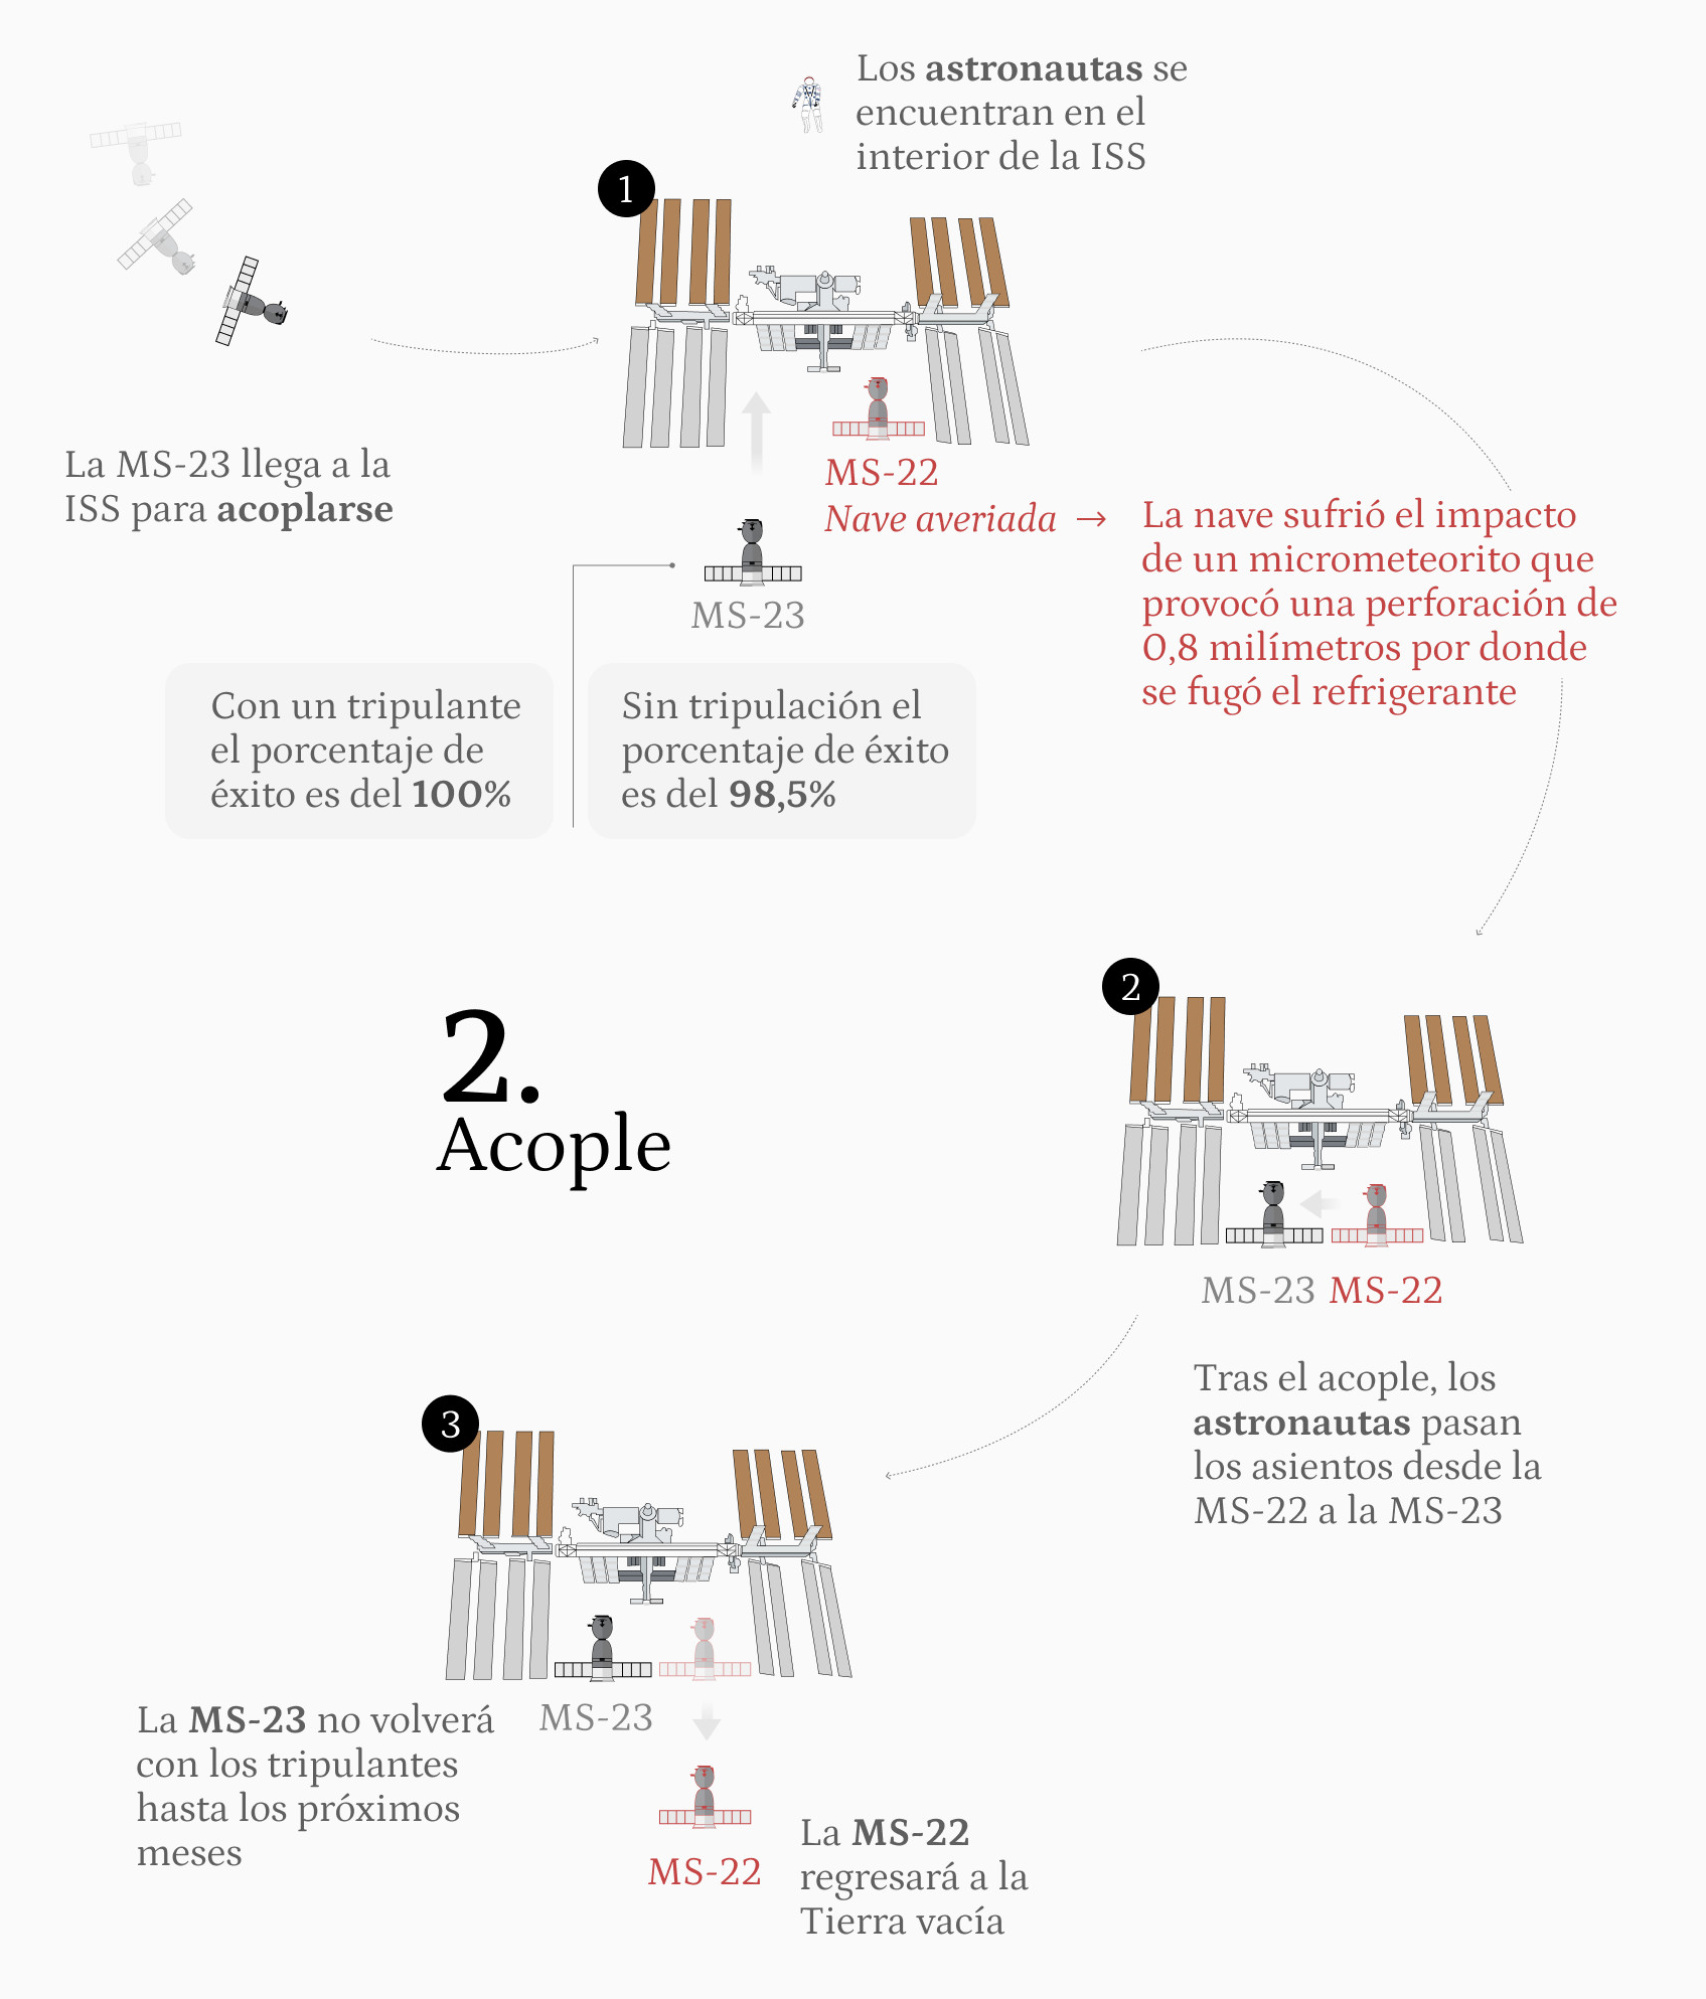 Los astronautas se
encuentran en el
interior de la ISS
1
La MS-23 llega a la
ISS para acoplarse
MS-22
Nave averiada →
La nave sufrió el impacto
de un micrometeorito que
provocó una perforación de
0,8 milímetros por donde
se fugó el refrigerante
MS-23
Con un tripulante
el porcentaje de
éxito es del 100%
Sin tripulación el
porcentaje de éxito
es del 98,5%
2.
Acople
2
MS-23 MS-22
Tras el acople, los
astronautas pasan
los asientos desde la
MS-22 a la MS-23
3
La MS-23 no volverá
con los tripulantes
hasta los próximos
meses
MS-23
MS-22
La MS-22
regresará a la
Tierra vacía